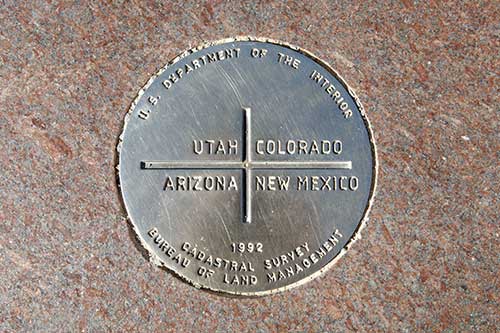 U.S. DEPARTMENT OF THE INTERIOR
UTAH COLORADO
ARIZONA NEW MEXICO
1992
CADASTRAL SURVEY
BUREAU OF LAND MANAGEMENT